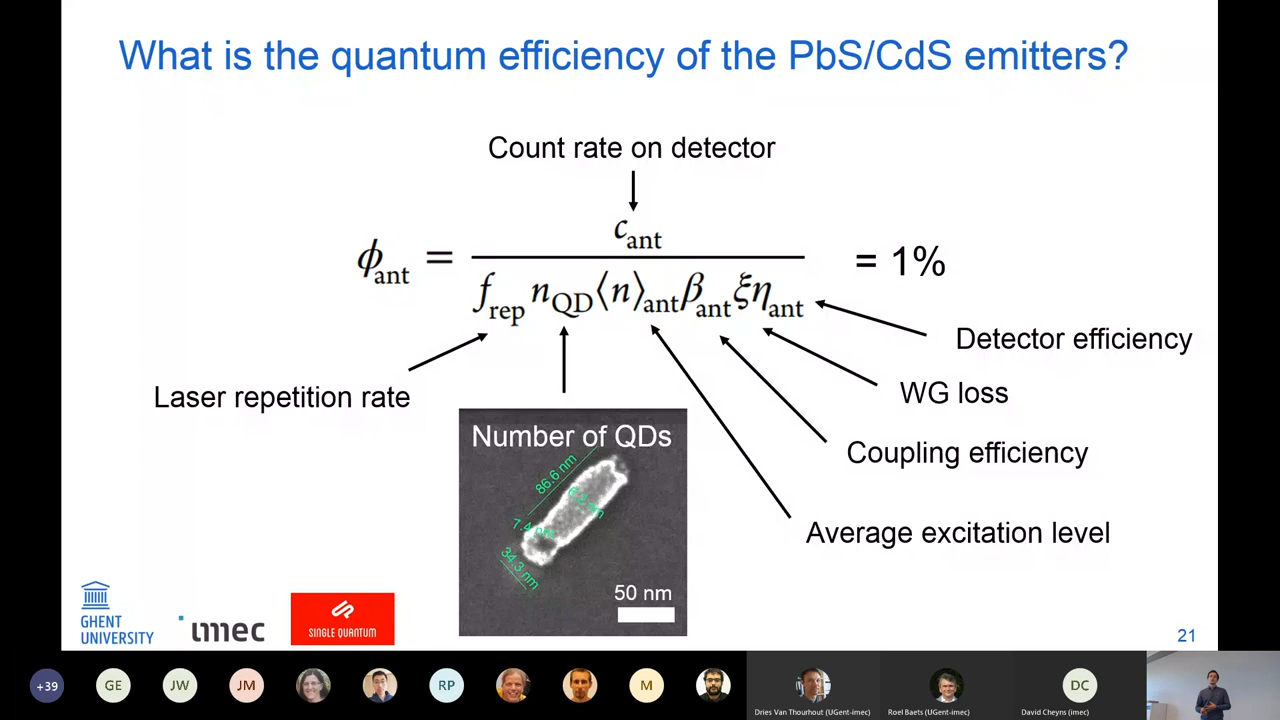 What is the quantum efficiency of the PbS/CdS emitters?
Count rate on detector
ϕant = cant / frep nQD⟨n⟩ant βant ξηant = 1%
Detector efficiency
Laser repetition rate
WG loss
Number of QDs
Coupling efficiency
86.6 nm
34.3 nm
Average excitation level
50 nm
GHENT
UNIVERSITY
imec
SINGLE QUANTUM
21
+39
GE
JW
JM
RP
M
DC
Dries Van Thourhout (UGent-imec)
Roel Baets (UGent-imec)
David Cheyns (imec)